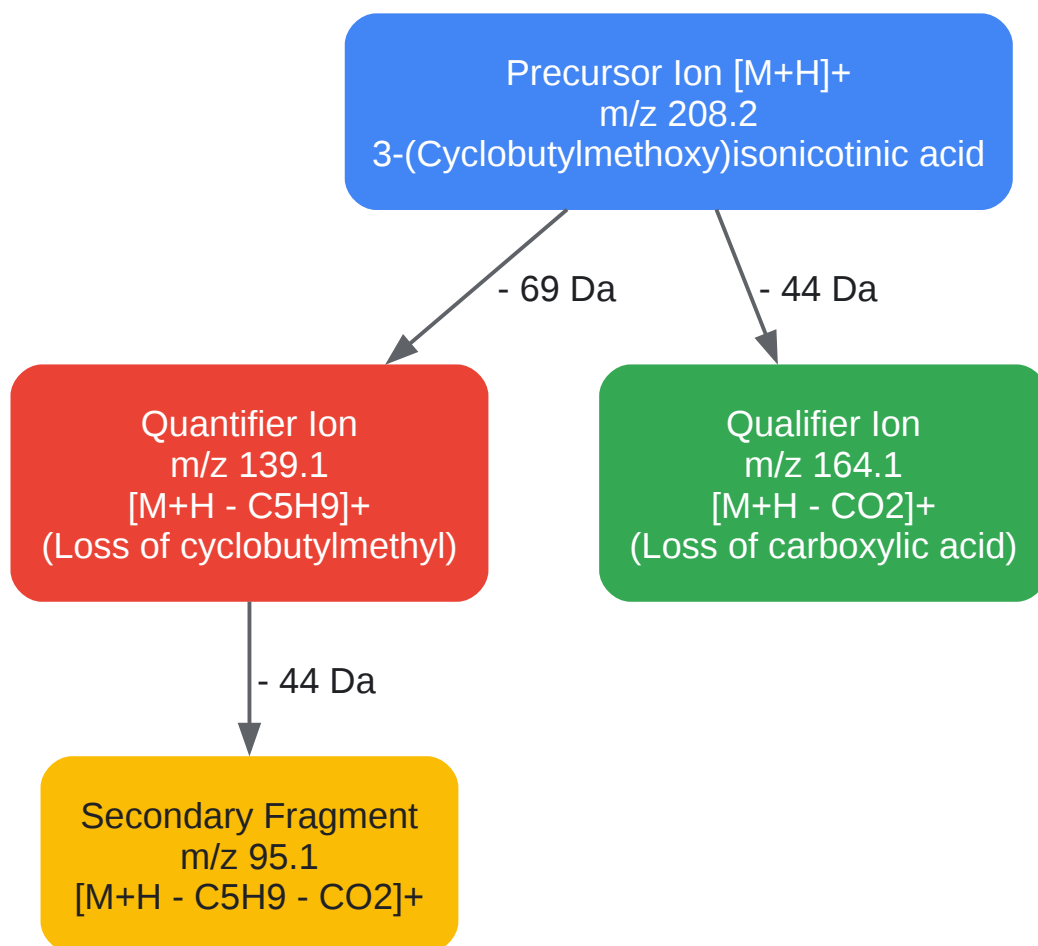 Precursor Ion [M+H]+
m/z 208.2
3-(Cyclobutylmethoxy)isonicotinic acid
- 69 Da
- 44 Da
Quantifier Ion
m/z 139.1
[M+H - C5H9]+
(Loss of cyclobutylmethyl)
Qualifier Ion
m/z 164.1
[M+H - CO2]+
(Loss of carboxylic acid)
- 44 Da
Secondary Fragment
m/z 95.1
[M+H - C5H9 - CO2]+